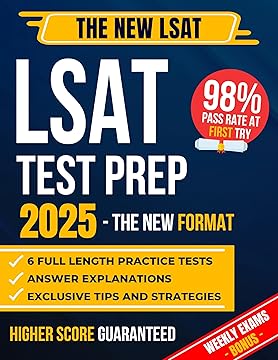 THE NEW LSAT
LSAT
98%
PASS RATE AT
FIRST TRY
TEST PREP
2025 - THE NEW FORMAT
✓ 6 FULL LENGTH PRACTICE TESTS
✓ ANSWER EXPLANATIONS
✓ EXCLUSIVE TIPS AND STRATEGIES
HIGHER SCORE GUARANTEED
WEEKLY EXAMS
- BONUS -